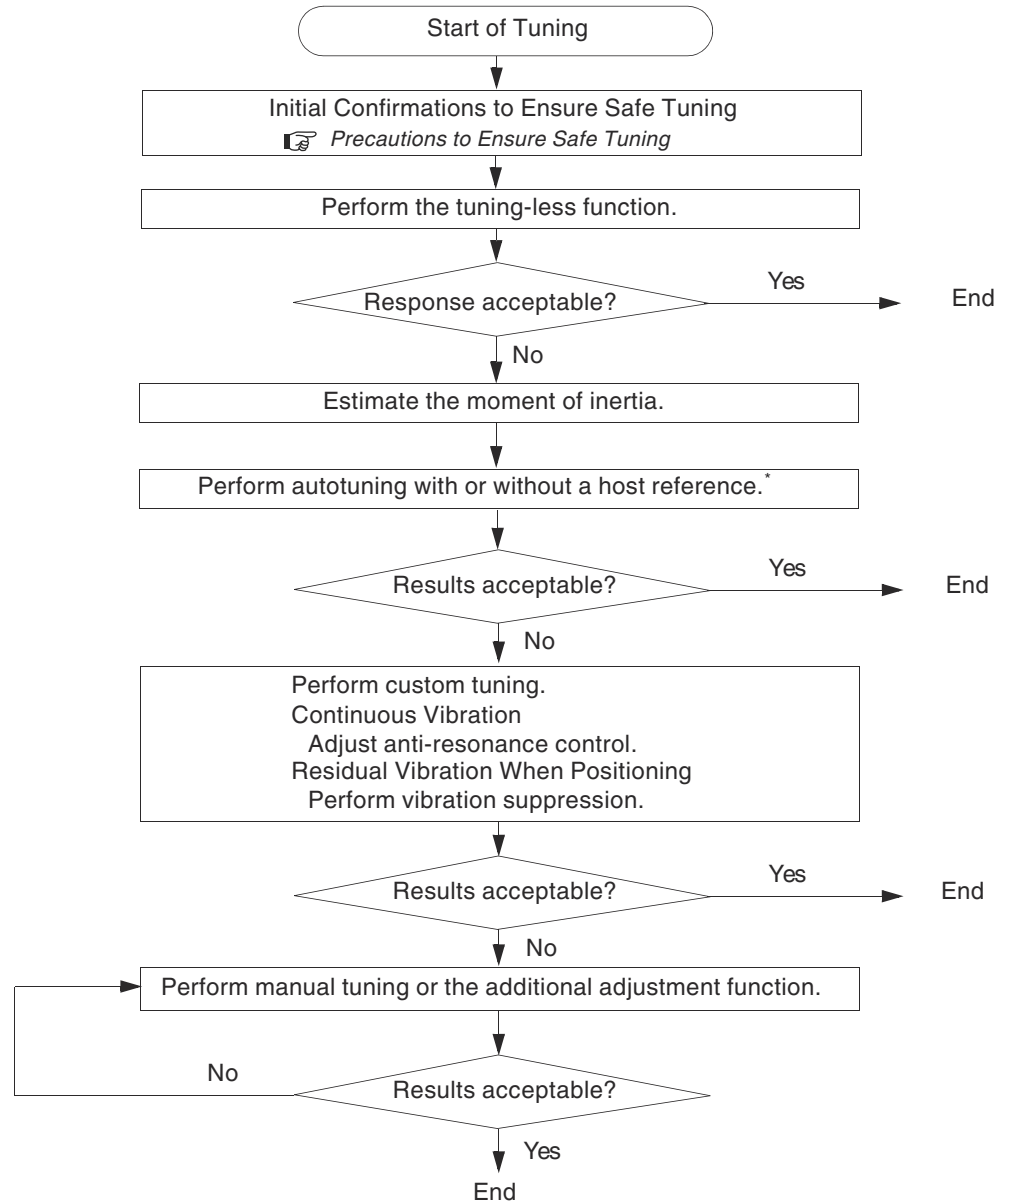 Start of Tuning
Initial Confirmations to Ensure Safe Tuning
Precautions to Ensure Safe Tuning
Perform the tuning-less function.
Response acceptable?
Yes
End
No
Estimate the moment of inertia.
Perform autotuning with or without a host reference.*
Results acceptable?
Yes
End
No
Perform custom tuning.
Continuous Vibration
Adjust anti-resonance control.
Residual Vibration When Positioning
Perform vibration suppression.
Results acceptable?
Yes
End
No
Perform manual tuning or the additional adjustment function.
No
Results acceptable?
Yes
End